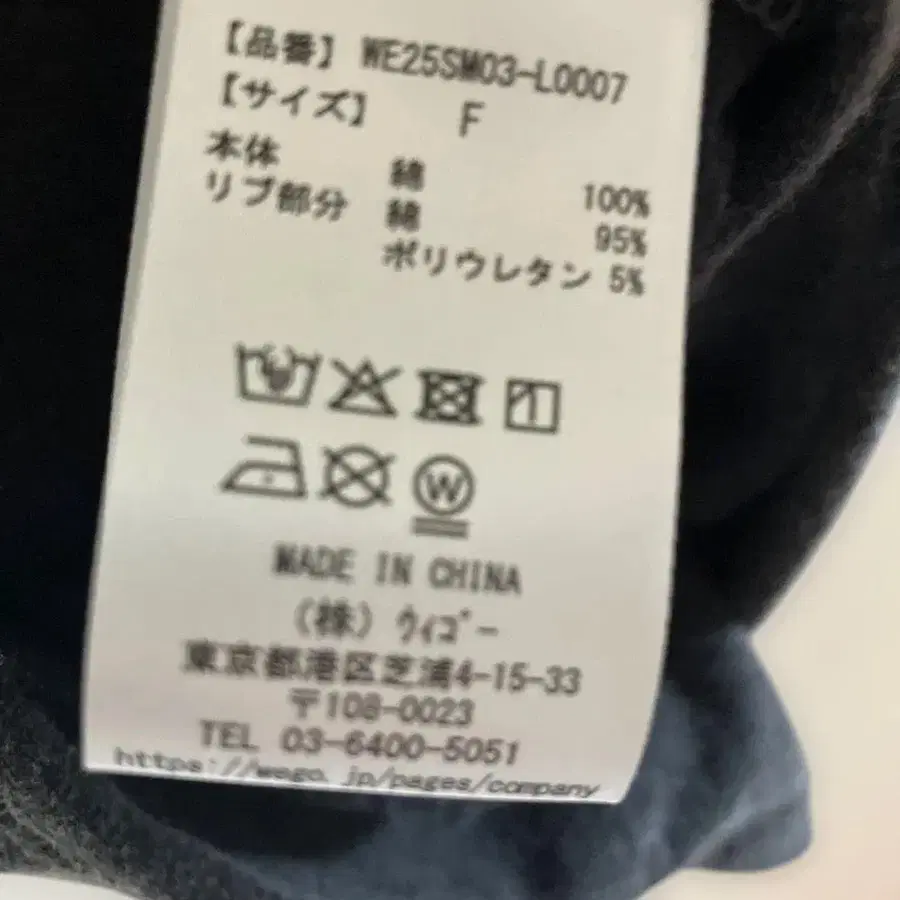 【品番】 WE25SM03-L0007
【サイズ】 F
本体 綿 100%
リブ部分 綿 95%
ポリウレタン 5%
W
MADE IN CHINA
(株) ウィゴー
東京都港区芝浦4-15-33
〒108-0023
TEL 03-6400-5051
https://wego.jp/pages/company